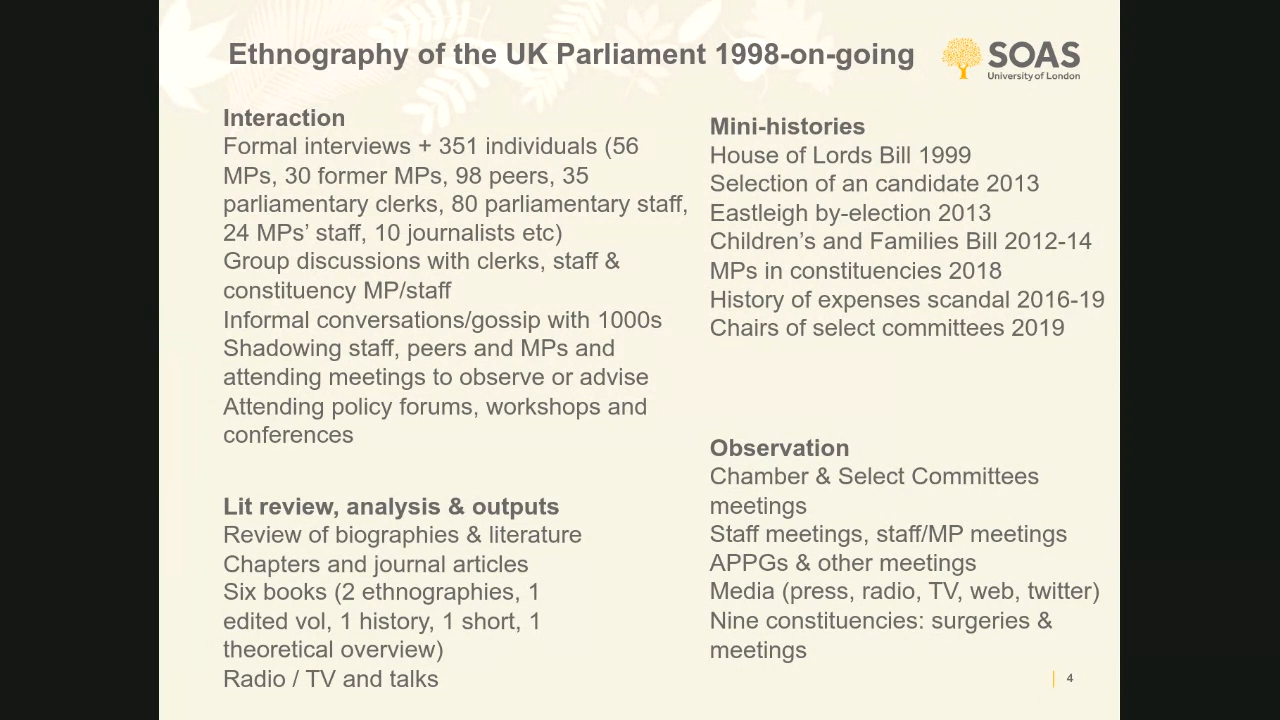 Ethnography of the UK Parliament 1998-on-going
SOAS
University of London
Interaction
Formal interviews + 351 individuals (56
MPs, 30 former MPs, 98 peers, 35
parliamentary clerks, 80 parliamentary staff,
24 MPs’ staff, 10 journalists etc)
Group discussions with clerks, staff &
constituency MP/staff
Informal conversations/gossip with 1000s
Shadowing staff, peers and MPs and
attending meetings to observe or advise
Attending policy forums, workshops and
conferences
Lit review, analysis & outputs
Review of biographies & literature
Chapters and journal articles
Six books (2 ethnographies, 1
edited vol, 1 history, 1 short, 1
theoretical overview)
Radio / TV and talks
Mini-histories
House of Lords Bill 1999
Selection of an candidate 2013
Eastleigh by-election 2013
Children’s and Families Bill 2012-14
MPs in constituencies 2018
History of expenses scandal 2016-19
Chairs of select committees 2019
Observation
Chamber & Select Committees
meetings
Staff meetings, staff/MP meetings
APPGs & other meetings
Media (press, radio, TV, web, twitter)
Nine constituencies: surgeries &
meetings
4